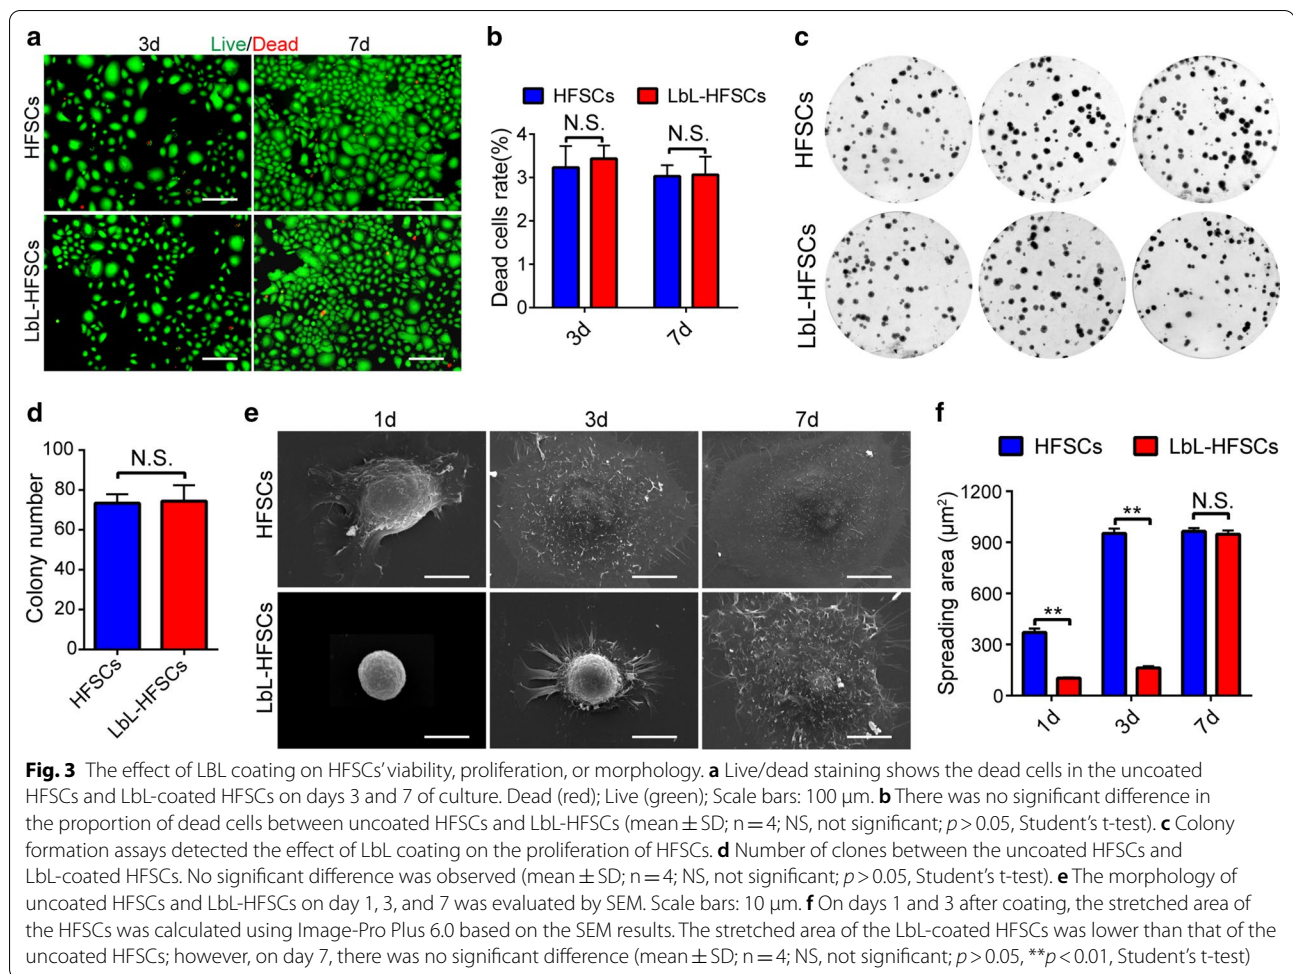 a
3d
Live/Dead
7d
HFSCs
LbL-HFSCs
b
HFSCs
LbL-HFSCs
N.S.
N.S.
Dead cells rate(%)
4
3
2
1
0
3d
7d
c
HFSCs
LbL-HFSCs
d
N.S.
Colony number
100
80
60
40
20
0
HFSCs
LbL-HFSCs
e
1d
3d
7d
HFSCs
LbL-HFSCs
f
HFSCs
LbL-HFSCs
Spreading area (μm²)
1200
900
600
300
0
**
**
N.S.
1d
3d
7d
Fig. 3 The effect of LBL coating on HFSCs’ viability, proliferation, or morphology. a Live/dead staining shows the dead cells in the uncoated
HFSCs and LbL-coated HFSCs on days 3 and 7 of culture. Dead (red); Live (green); Scale bars: 100 μm. b There was no significant difference in
the proportion of dead cells between uncoated HFSCs and LbL-HFSCs (mean ± SD; n = 4; NS, not significant; p > 0.05, Student’s t-test). c Colony
formation assays detected the effect of LbL coating on the proliferation of HFSCs. d Number of clones between the uncoated HFSCs and
LbL-coated HFSCs. No significant difference was observed (mean ± SD; n = 4; NS, not significant; p > 0.05, Student’s t-test). e The morphology of
uncoated HFSCs and LbL-HFSCs on day 1, 3, and 7 was evaluated by SEM. Scale bars: 10 μm. f On days 1 and 3 after coating, the stretched area of
the HFSCs was calculated using Image-Pro Plus 6.0 based on the SEM results. The stretched area of the LbL-coated HFSCs was lower than that of the
uncoated HFSCs; however, on day 7, there was no significant difference (mean ± SD; n = 4; NS, not significant; p > 0.05, **p < 0.01, Student’s t-test)